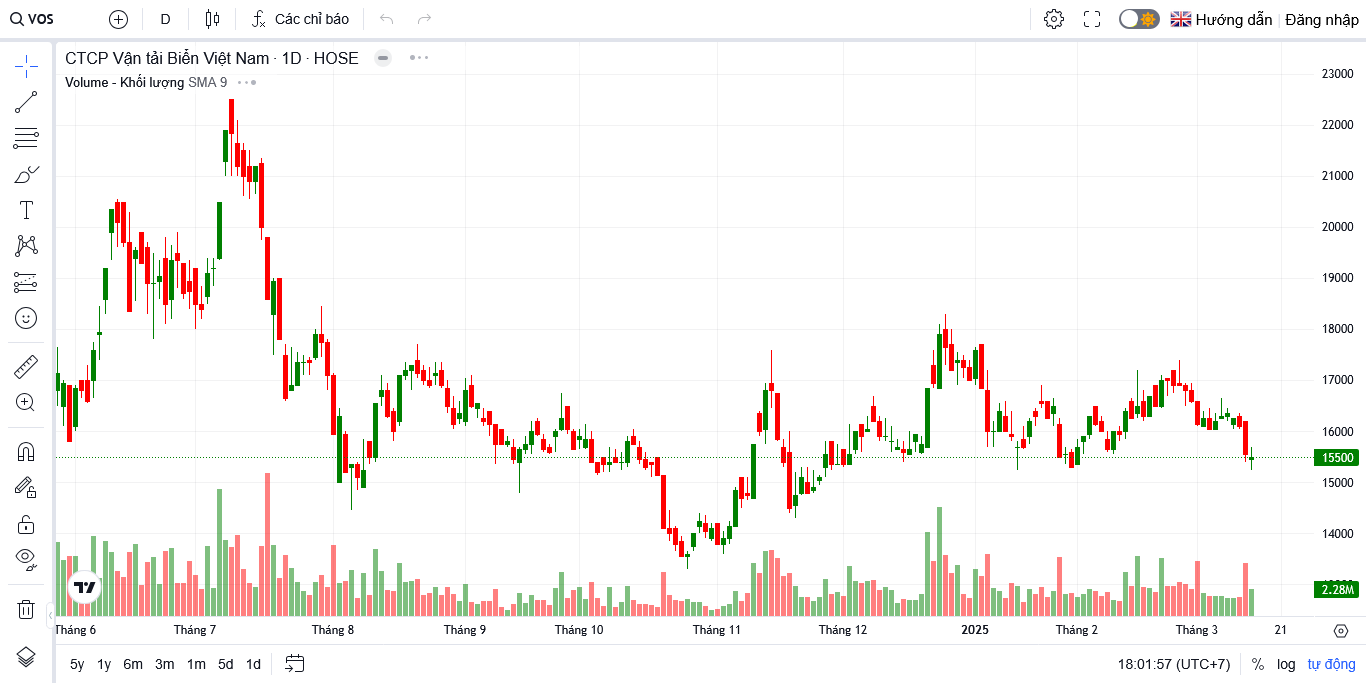 VOS D Các chỉ báo Hướng dẫn Đăng nhập
CTCP Vận tải Biển Việt Nam · 1D · HOSE
Volume - Khối lượng SMA 9
23000
22000
21000
20000
19000
18000
17000
16000
15500
15000
14000
2.28M
Tháng 6 Tháng 7 Tháng 8 Tháng 9 Tháng 10 Tháng 11 Tháng 12 2025 Tháng 2 Tháng 3 21
5y 1y 6m 3m 1m 5d 1d 18:01:57 (UTC+7) % log tự động